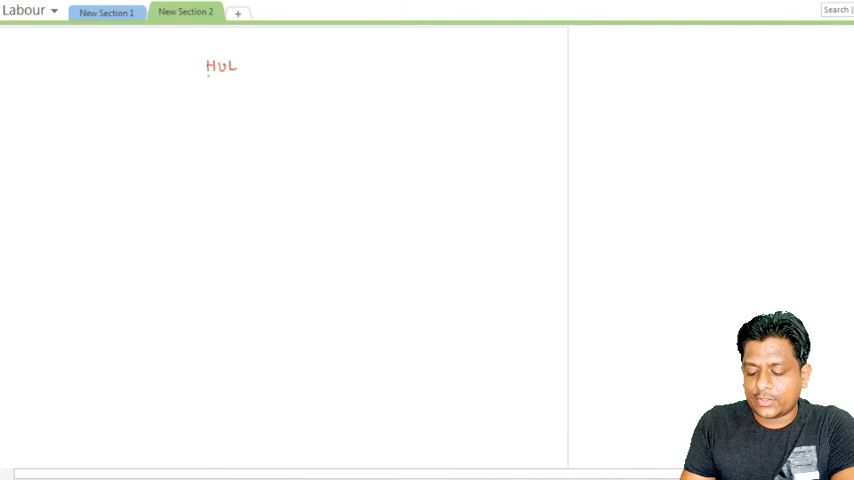 Labour
New Section 1
New Section 2
+
Search (
HUL